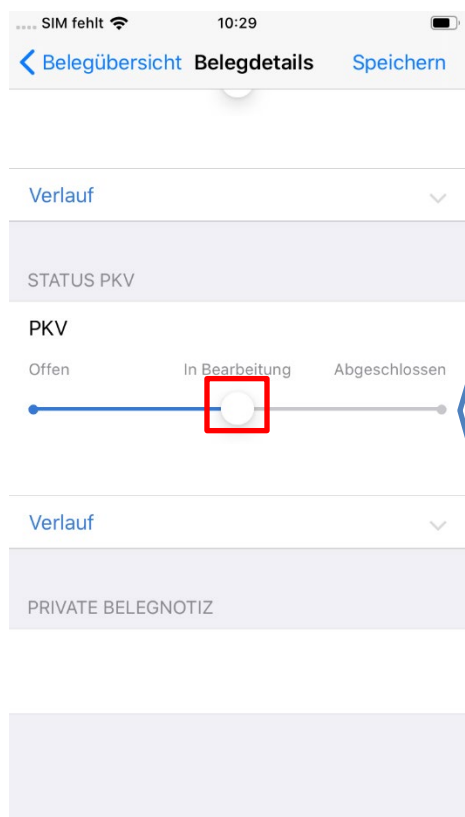 SIM fehlt 10:29
Belegübersicht Belegdetails Speichern
Verlauf
STATUS PKV
PKV
Offen In Bearbeitung Abgeschlossen
Verlauf
PRIVATE BELEGNOTIZ